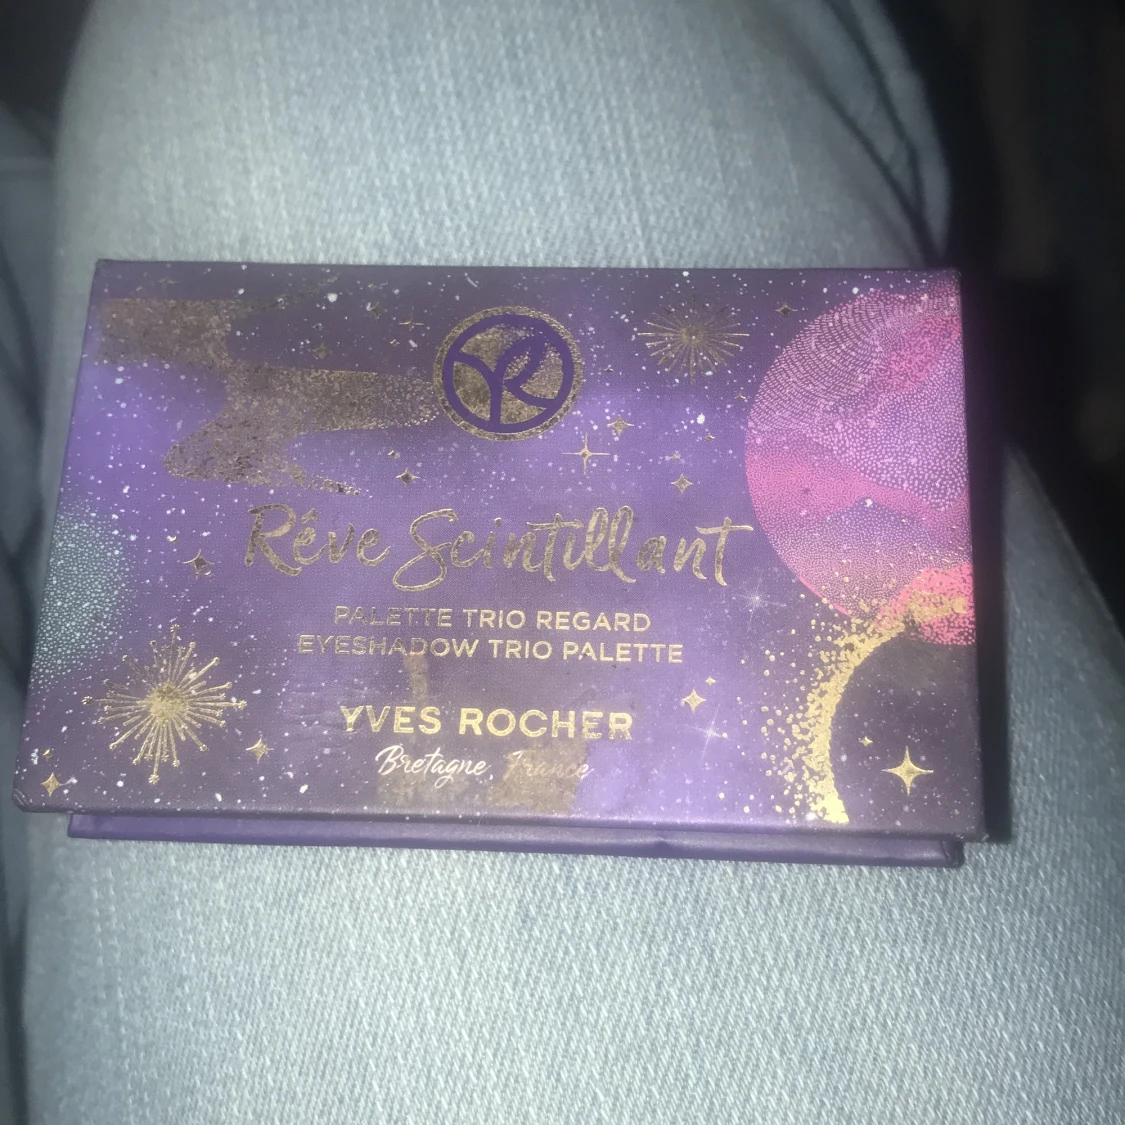 Rêve Scintillant
PALETTE TRIO REGARD
EYESHADOW TRIO PALETTE
YVES ROCHER
Bretagne, France